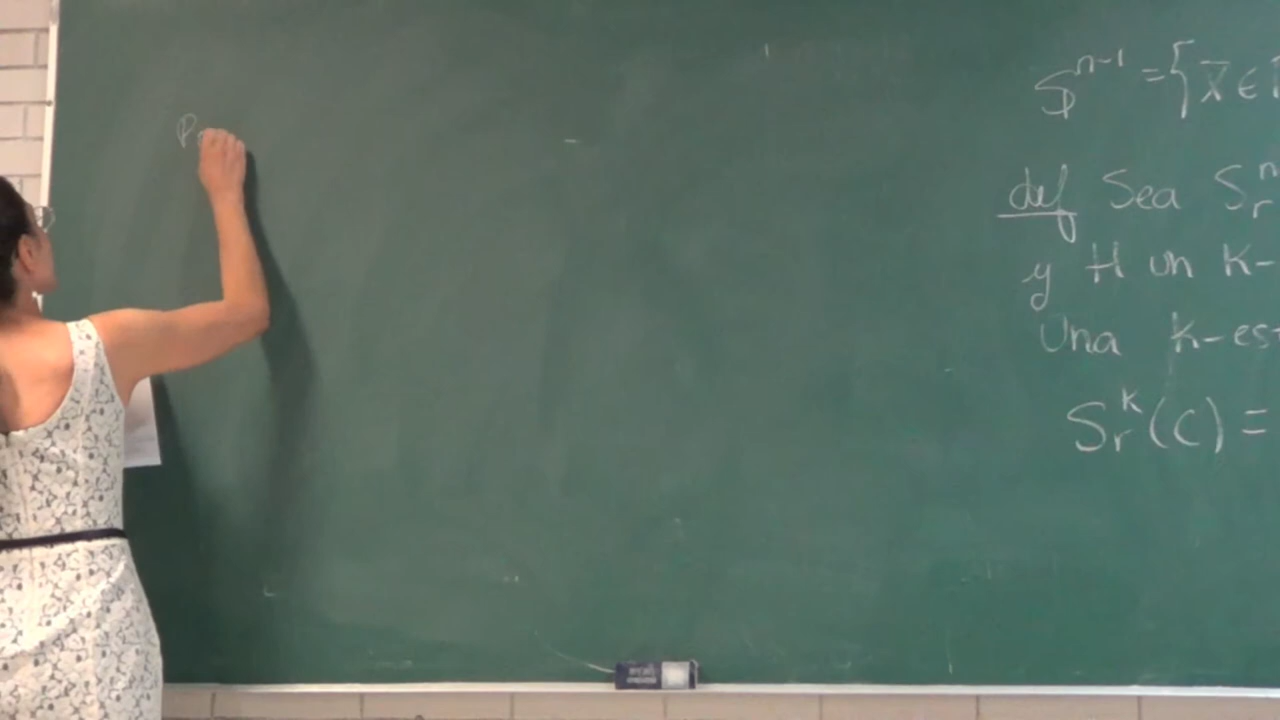 P
S^{n-1} = { x̄ ∈
def Sea S_r^n
y H un K-
Una k-es
S_r^k (C) =